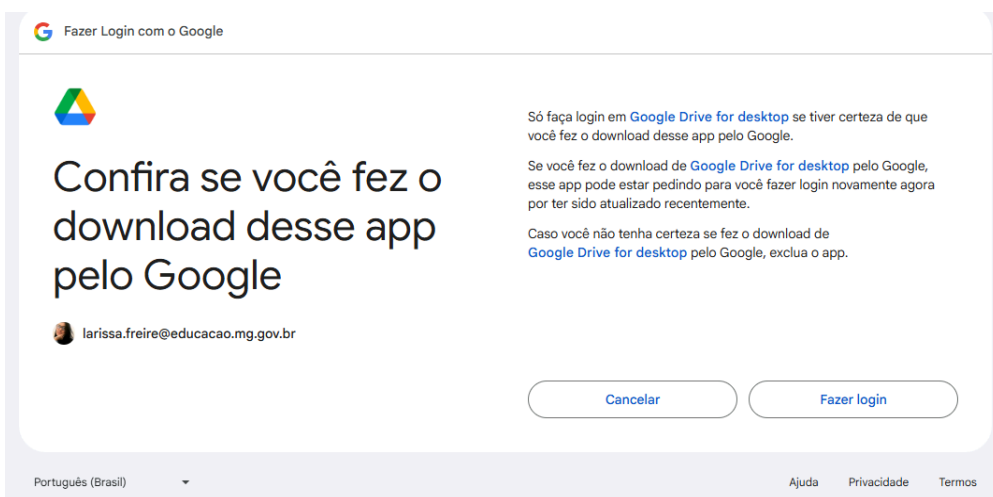 Fazer Login com o Google
Confira se você fez o
download desse app
pelo Google
larissa.freire@educacao.mg.gov.br
Só faça login em Google Drive for desktop se tiver certeza de que
você fez o download desse app pelo Google.
Se você fez o download de Google Drive for desktop pelo Google,
esse app pode estar pedindo para você fazer login novamente agora
por ter sido atualizado recentemente.
Caso você não tenha certeza se fez o download de
Google Drive for desktop pelo Google, exclua o app.
Cancelar
Fazer login
Português (Brasil)
Ajuda Privacidade Termos